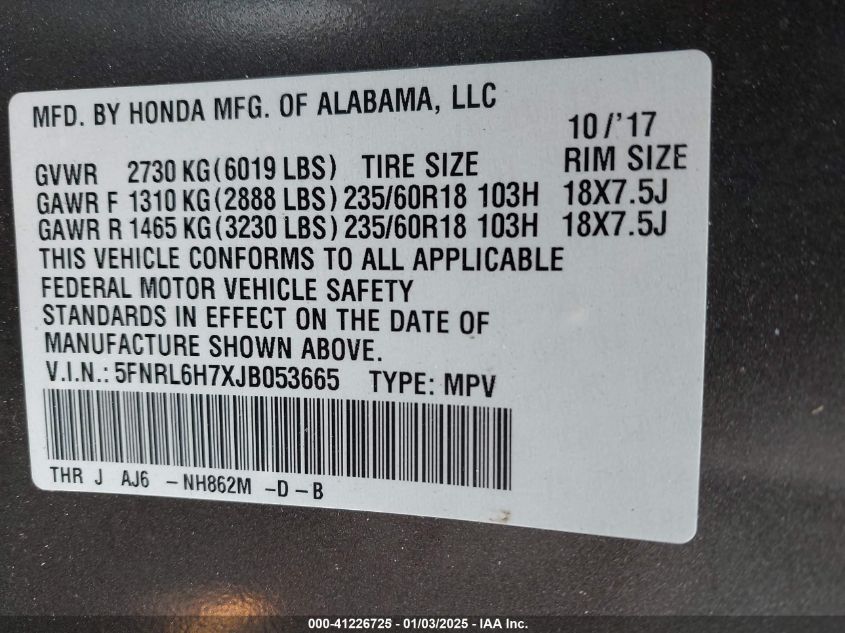 MFD. BY HONDA MFG. OF ALABAMA, LLC
10/'17
GVWR 2730 KG(6019 LBS) TIRE SIZE RIM SIZE
GAWR F 1310 KG(2888 LBS) 235/60R18 103H 18X7.5J
GAWR R 1465 KG(3230 LBS) 235/60R18 103H 18X7.5J
THIS VEHICLE CONFORMS TO ALL APPLICABLE
FEDERAL MOTOR VEHICLE SAFETY
STANDARDS IN EFFECT ON THE DATE OF
MANUFACTURE SHOWN ABOVE.
V.I.N.: 5FNRL6H7XJB053665 TYPE: MPV
THR J AJ6 -NH862M -D-B
000-41226725 - 01/03/2025 - IAA Inc.